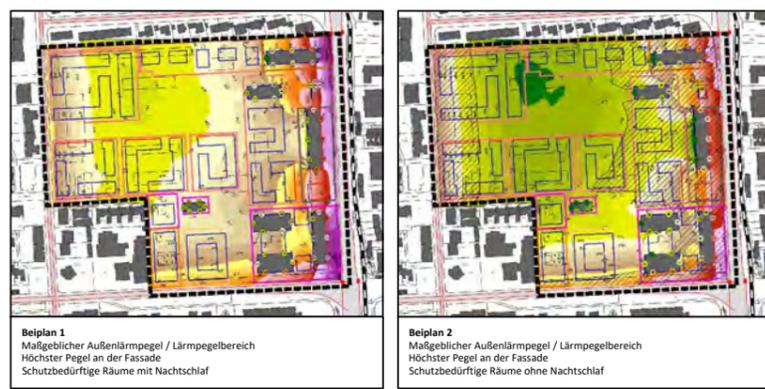 Beiplan 1
Maßgeblicher Außenlärmpegel / Lärmpegelbereich
Höchster Pegel an der Fassade
Schutzbedürftige Räume mit Nachtschlaf
Beiplan 2
Maßgeblicher Außenlärmpegel / Lärmpegelbereich
Höchster Pegel an der Fassade
Schutzbedürftige Räume ohne Nachtschlaf